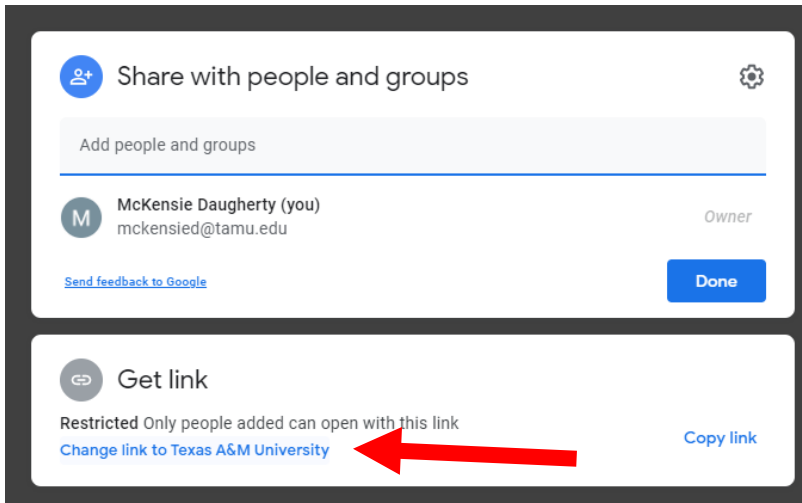 Share with people and groups
Add people and groups
M
McKensie Daugherty (you)
mckensied@tamu.edu
Owner
Send feedback to Google
Done
Get link
Restricted Only people added can open with this link
Change link to Texas A&M University
Copy link